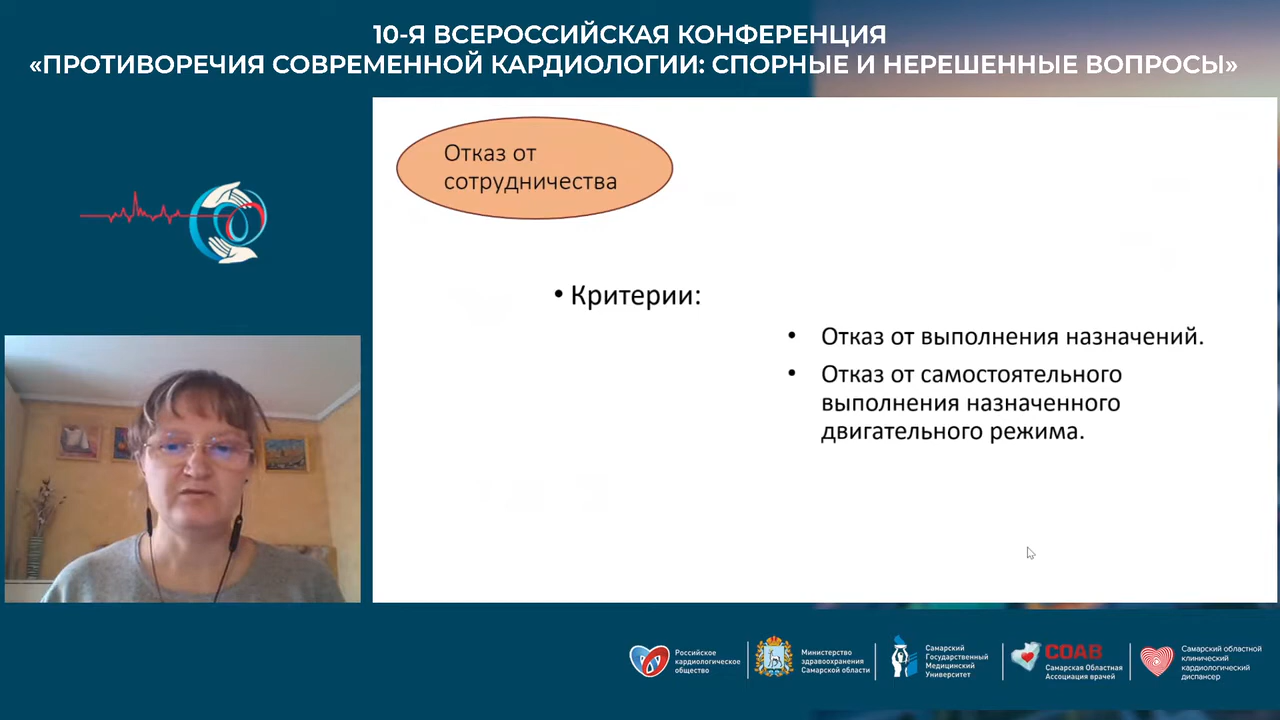 10-Я ВСЕРОССИЙСКАЯ КОНФЕРЕНЦИЯ
«ПРОТИВОРЕЧИЯ СОВРЕМЕННОЙ КАРДИОЛОГИИ: СПОРНЫЕ И НЕРЕШЕННЫЕ ВОПРОСЫ»
Отказ от
сотрудничества
• Критерии:
• Отказ от выполнения назначений.
• Отказ от самостоятельного
выполнения назначенного
двигательного режима.
Российское
кардиологическое
общество
Министерство
здравоохранения
Самарской области
Самарский
Государственный
Медицинский
Университет
СОАВ
Самарская Областная
Ассоциация врачей
Самарский областной
клинический
кардиологический
диспансер